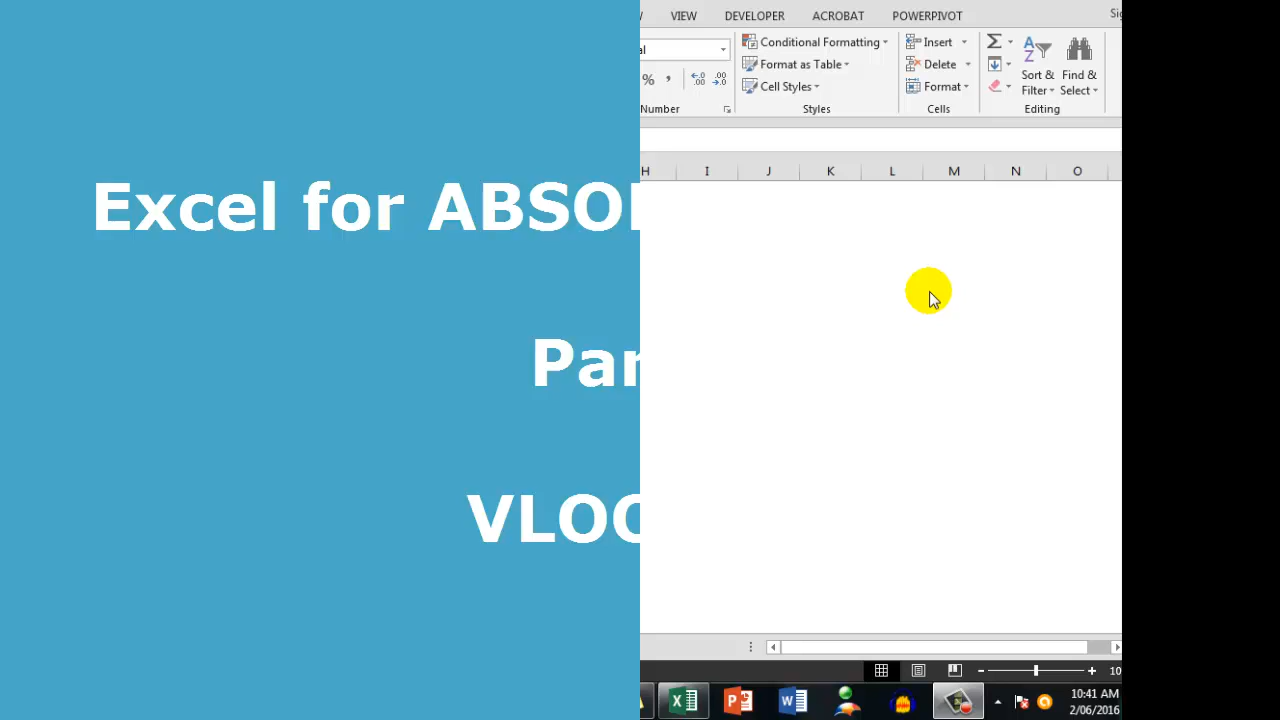 VIEW DEVELOPER ACROBAT POWERPIVOT
Conditional Formatting Insert
% , Format as Table Delete Sort & Find &
Cell Styles Format Filter Select
Number Styles Cells Editing
H I J K L M N O
Excel for ABSO
Par
VLOO
10:41 AM
2/06/2016